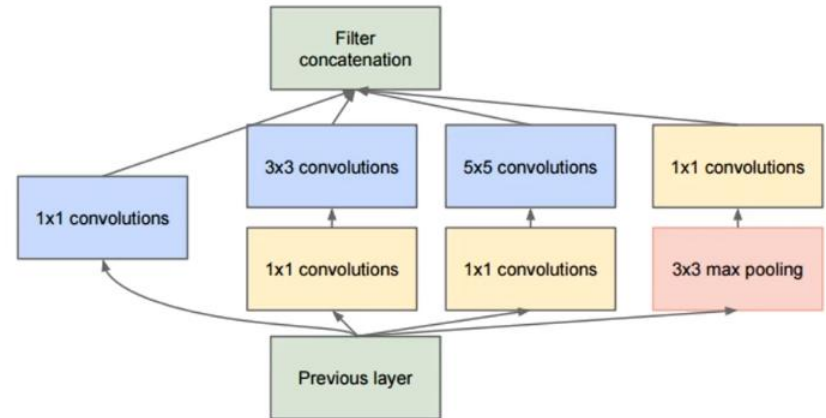 Filter
concatenation
3x3 convolutions
5x5 convolutions
1x1 convolutions
1x1 convolutions
1x1 convolutions
1x1 convolutions
3x3 max pooling
Previous layer